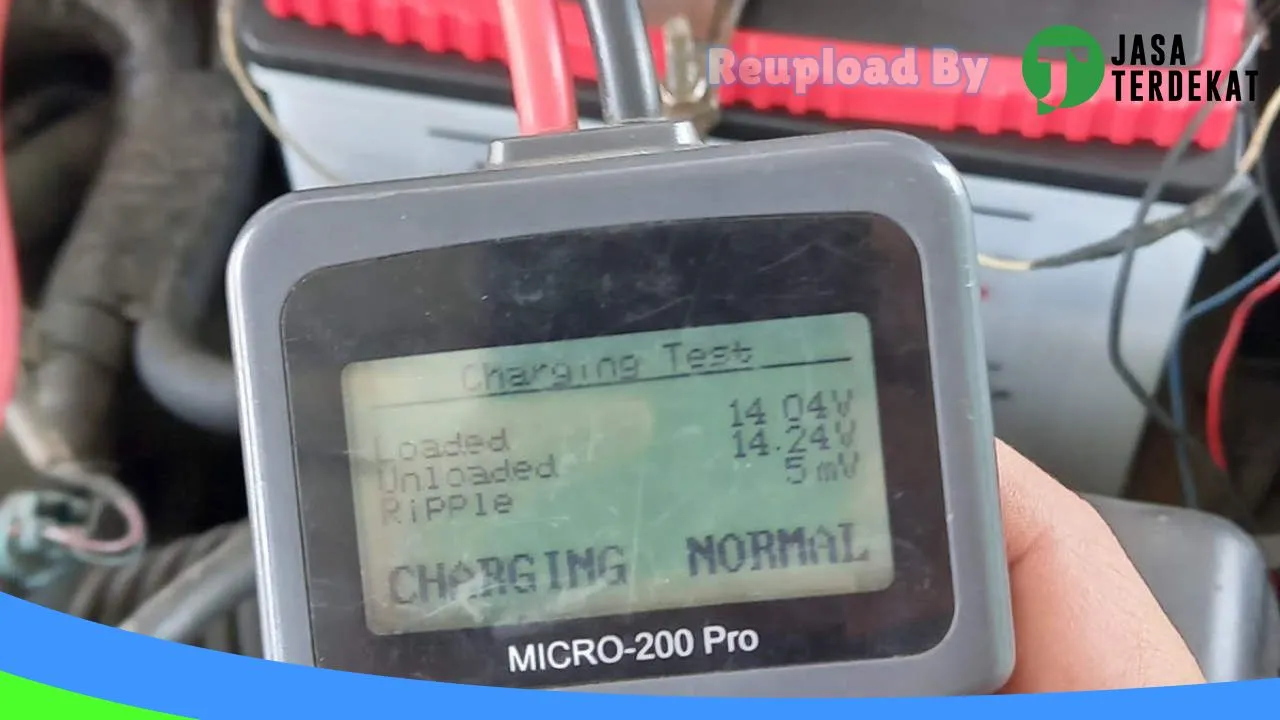 Reupload By
JASA
TERDEKAT
Charging Test
Loaded 14.04V
Unloaded 14.24V
Ripple 5mV
CHARGING NORMAL
MICRO-200 Pro